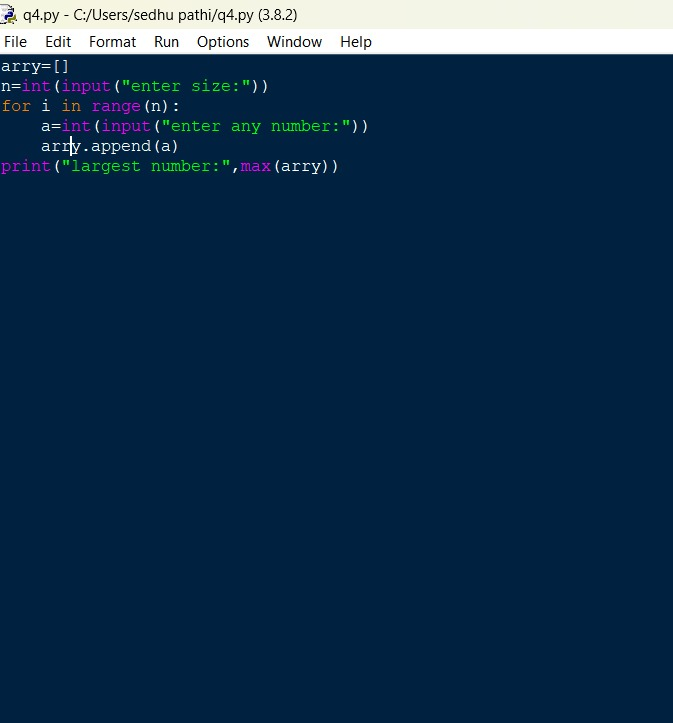 q4.py - C:/Users/sedhu pathi/q4.py (3.8.2)
File Edit Format Run Options Window Help
arry=[]
n=int(input("enter size:"))
for i in range(n):
    a=int(input("enter any number:"))
    arry.append(a)
print("largest number:",max(arry))